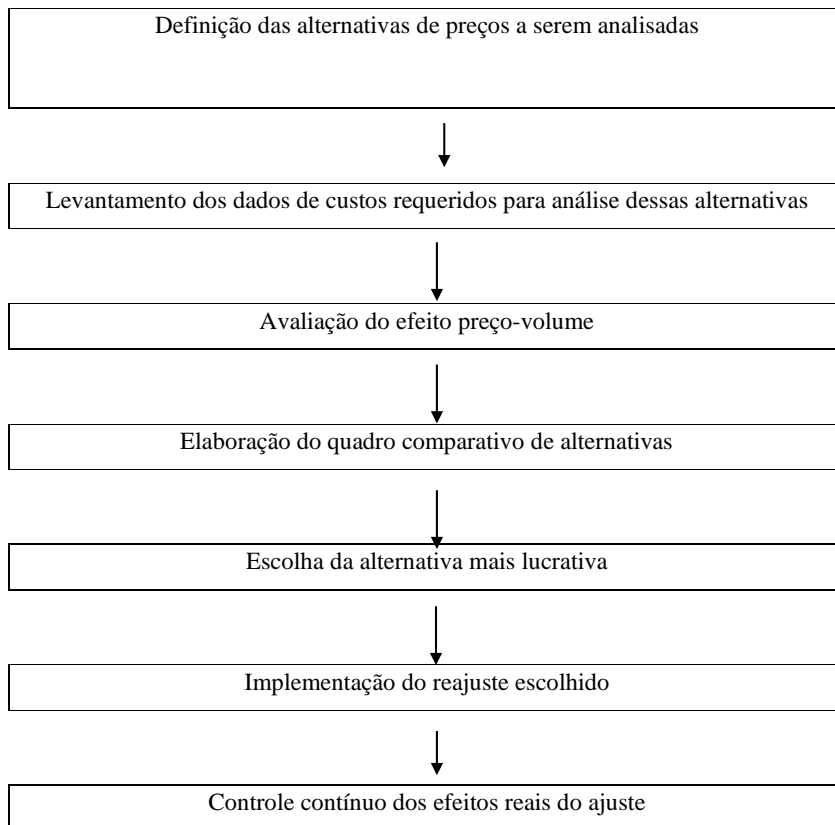 Definição das alternativas de preços a serem analisadas
Levantamento dos dados de custos requeridos para análise dessas alternativas
Avaliação do efeito preço-volume
Elaboração do quadro comparativo de alternativas
Escolha da alternativa mais lucrativa
Implementação do reajuste escolhido
Controle contínuo dos efeitos reais do ajuste